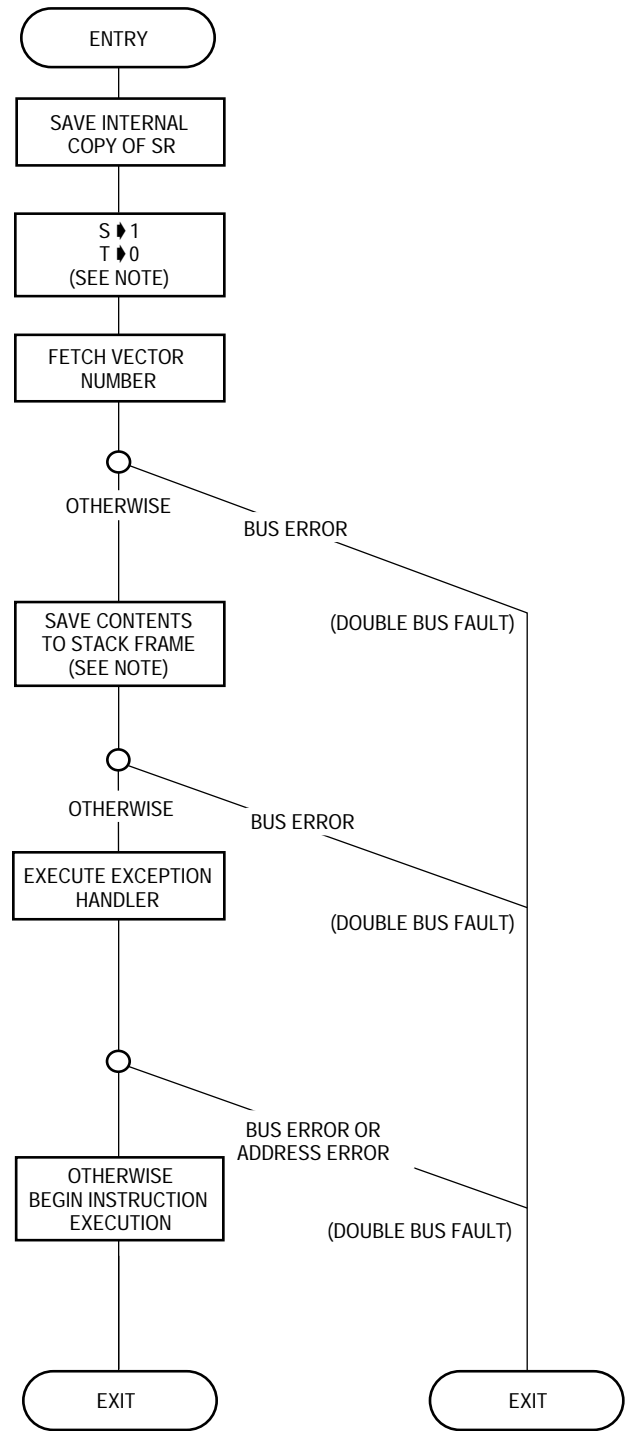 ENTRY
SAVE INTERNAL
COPY OF SR
S ➧ 1
T ➧ 0
(SEE NOTE)
FETCH VECTOR
NUMBER
OTHERWISE
BUS ERROR
(DOUBLE BUS FAULT)
SAVE CONTENTS
TO STACK FRAME
(SEE NOTE)
OTHERWISE
BUS ERROR
(DOUBLE BUS FAULT)
EXECUTE EXCEPTION
HANDLER
BUS ERROR OR
ADDRESS ERROR
(DOUBLE BUS FAULT)
OTHERWISE
BEGIN INSTRUCTION
EXECUTION
EXIT
EXIT